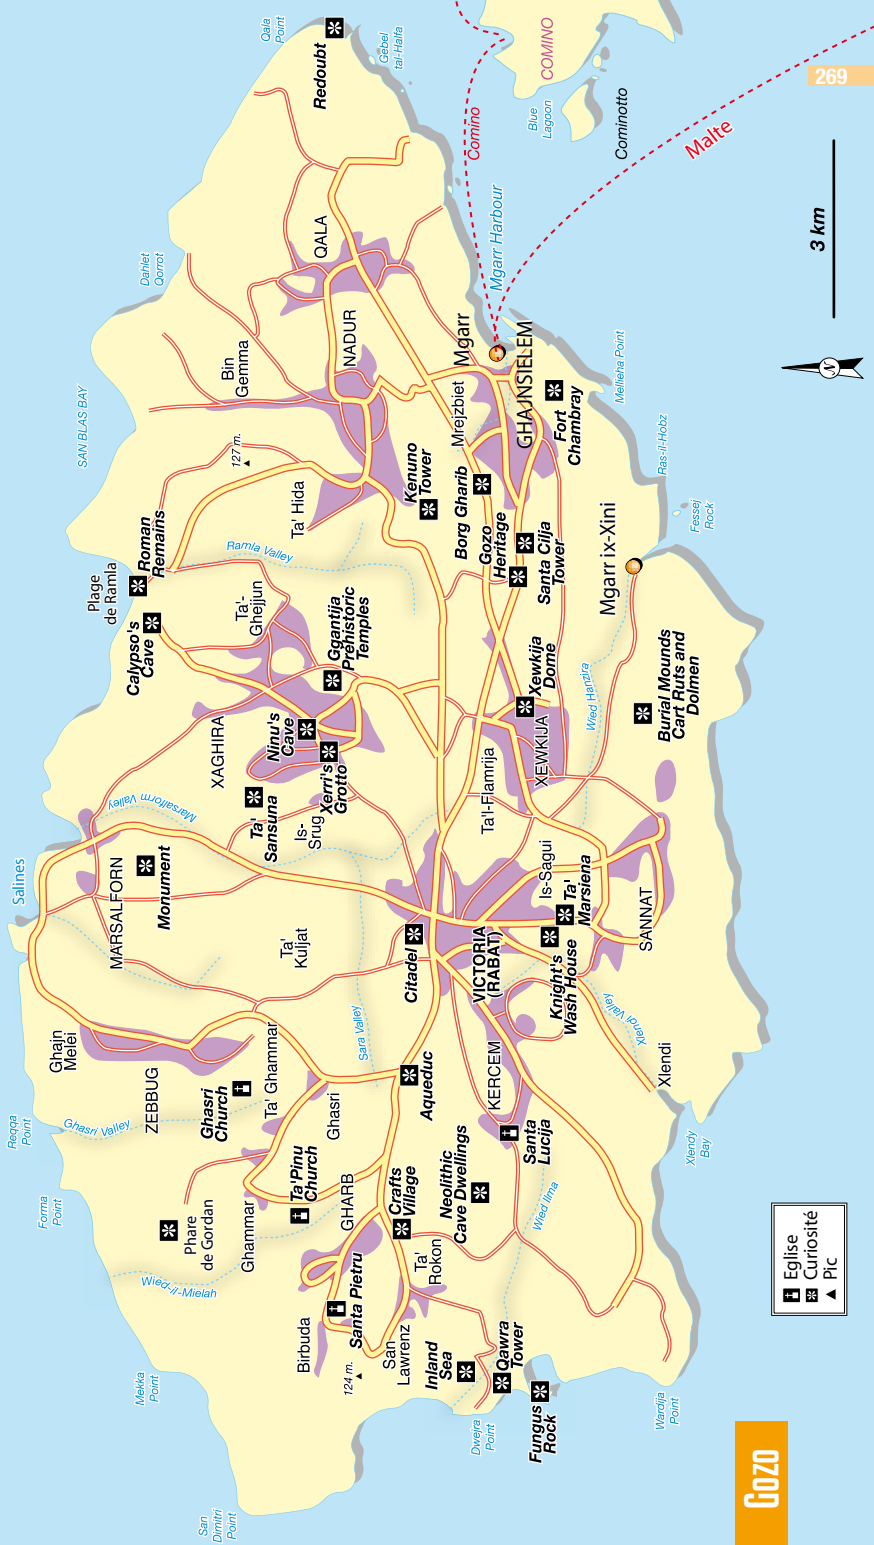 San
Dimitri
Point
Mekka
Point
Forma
Point
Reqqa
Point
Salines
Wied-il-Mielah
Phare
de Gordan
Ghammar
Ghasri Valley
ZEBBUG
Ghajn
Melei
Ghasri
Church
Ta' Ghammar
Ghasri
Ta'Pinu
Church
GHARB
Birbuda
Santa Pietru
124 m.
San
Lawrenz
Ta'
Rokon
Crafts
Village
Aqueduc
Inland
Sea
Qawra
Tower
Fungus
Rock
Dwejra
Point
Wardija
Point
Neolithic
Cave Dwellings
Santa
Lucija
KERCEM
Wied Ilma
Xlendi
Xlendi Valley
Xlendy
Bay
Sara Valley
MARSALFORN
Monument
Marsalform Valley
Ta'
Kuljat
Citadel
VICTORIA
(RABAT)
Knight's
Wash House
Ta'
Marsiena
Is-Sagui
SANNAT
Is-
Srug
Ta'
Sansuna
XAGHIRA
Ninu's
Cave
Xerri's
Grotto
Ggantija
Prehistoric
Temples
Ta'-
Ghejjun
Calypso's
Cave
Plage
de Ramla
Roman
Remains
Ramla Valley
Ta'l-Flamrija
XEWKIJA
Xewkija
Dome
Wied Hanzira
Burial Mounds
Cart Ruts and
Dolmen
Mgarr ix-Xini
Fessej
Rock
Ras-il-Hobz
Mellieha Point
SAN BLAS BAY
127 m.
Ta' Hida
Kenuno
Tower
Borg Gharib
Gozo
Heritage
Santa Cilja
Tower
Bin
Gemma
NADUR
Mrejzbiet
Mgarr
GHAJNSIELEM
Fort
Chambray
Dahlet
Qorrot
QALA
Mgarr Harbour
Qala
Point
Redoubt
Gebel
tal-Halfa
Comino
COMINO
Blue
Lagoon
Cominotto
Malte
269
3 km
N
Eglise
Curiosité
Pic
Gozo